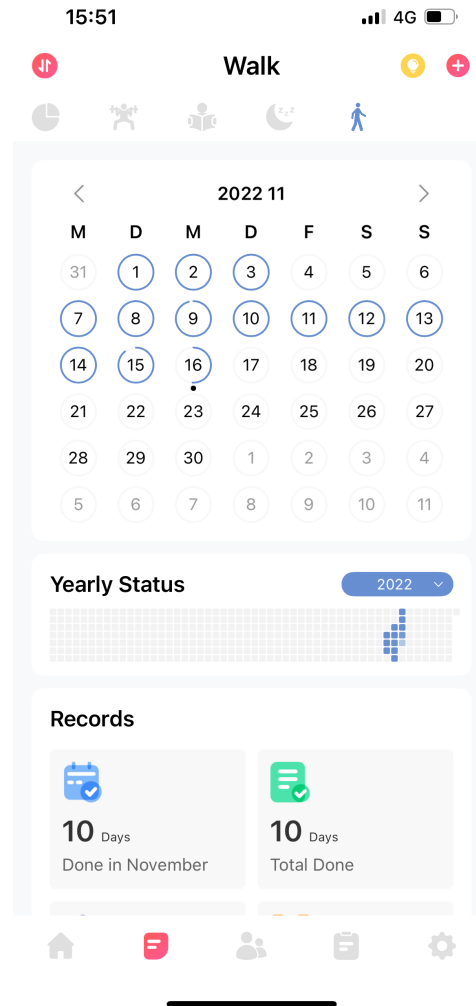 15:51 4G
Walk
z z z
2022 11
M D M D F S S
31 1 2 3 4 5 6
7 8 9 10 11 12 13
14 15 16 17 18 19 20
21 22 23 24 25 26 27
28 29 30 1 2 3 4
5 6 7 8 9 10 11
Yearly Status 2022
Records
10 Days 10 Days
Done in November Total Done